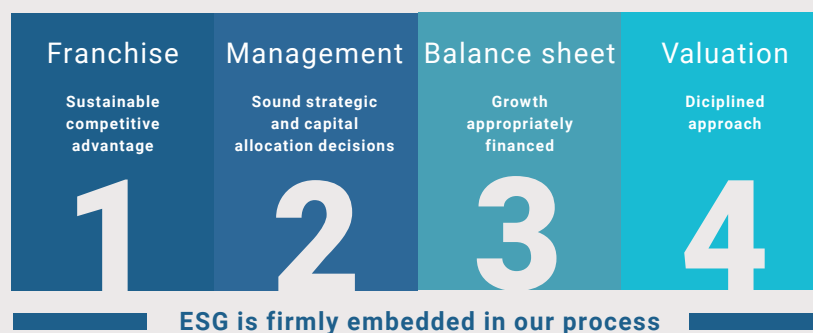 Franchise
Sustainable
competitive
advantage
1
Management
Sound strategic
and capital
allocation decisions
2
Balance sheet
Growth
appropriately
financed
3
Valuation
Diciplined
approach
4
ESG is firmly embedded in our process